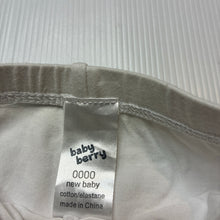 baby
berry
0000
new baby
cotton/elastane
made in China